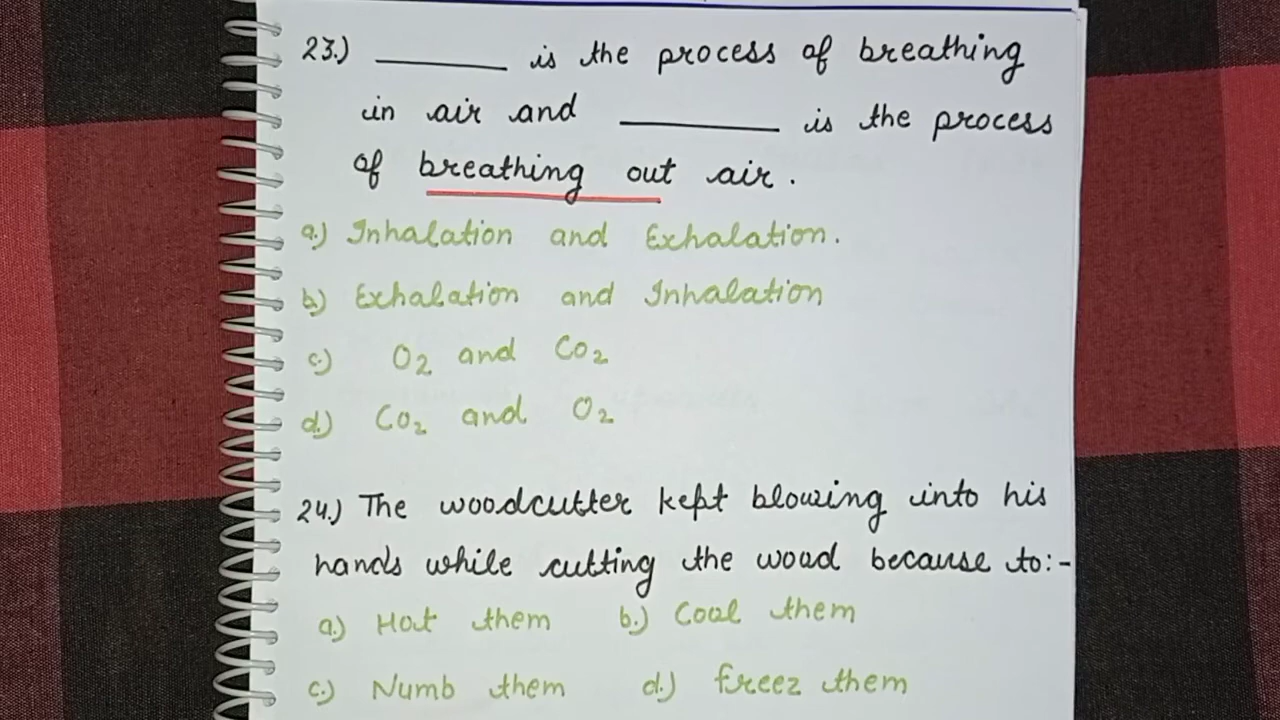 23.) ________ is the process of breathing
in air and ________ is the process
of breathing out air.
a.) Inhalation and Exhalation.
b.) Exhalation and Inhalation
c.) O₂ and CO₂
d.) CO₂ and O₂
24.) The woodcutter kept blowing into his
hands while cutting the wood because to:-
a.) Hot them b.) Cool them
c.) Numb them d.) freez them